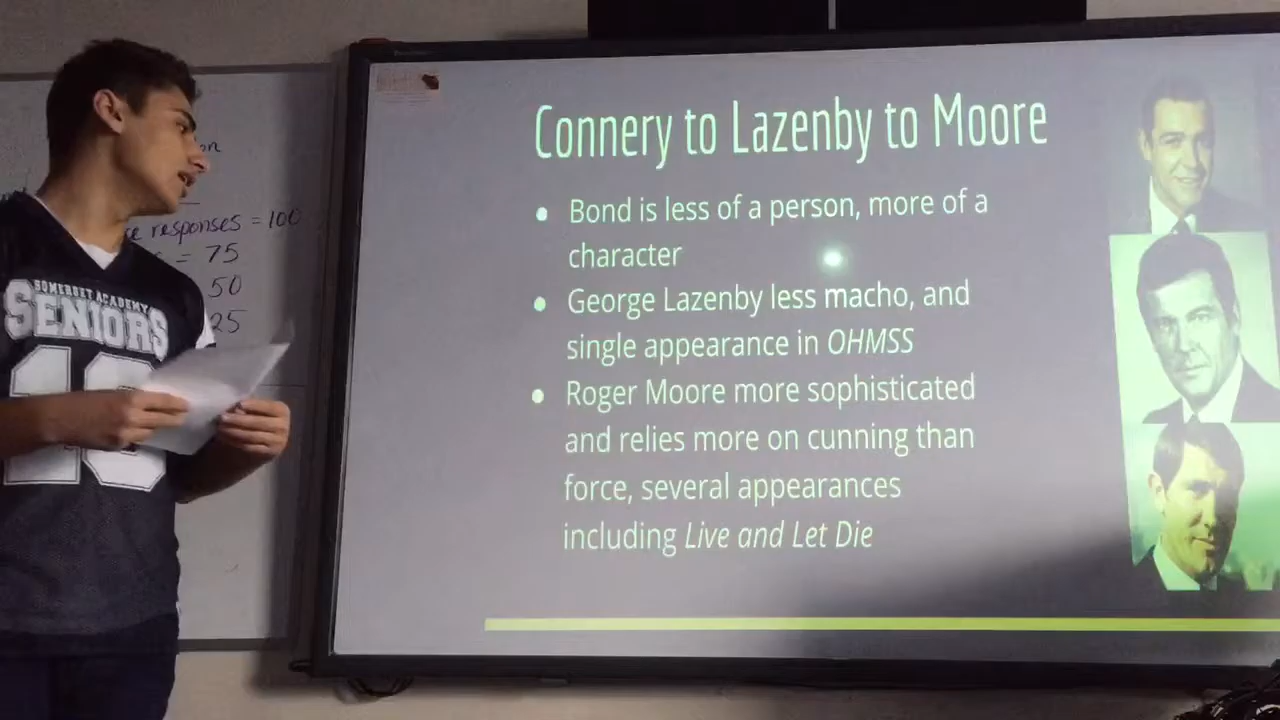 Connery to Lazenby to Moore
• Bond is less of a person, more of a
character
• George Lazenby less macho, and
single appearance in OHMSS
• Roger Moore more sophisticated
and relies more on cunning than
force, several appearances
including Live and Let Die
responses = 100
= 75
50
25
SOMERSET ACADEMY
SENIORS